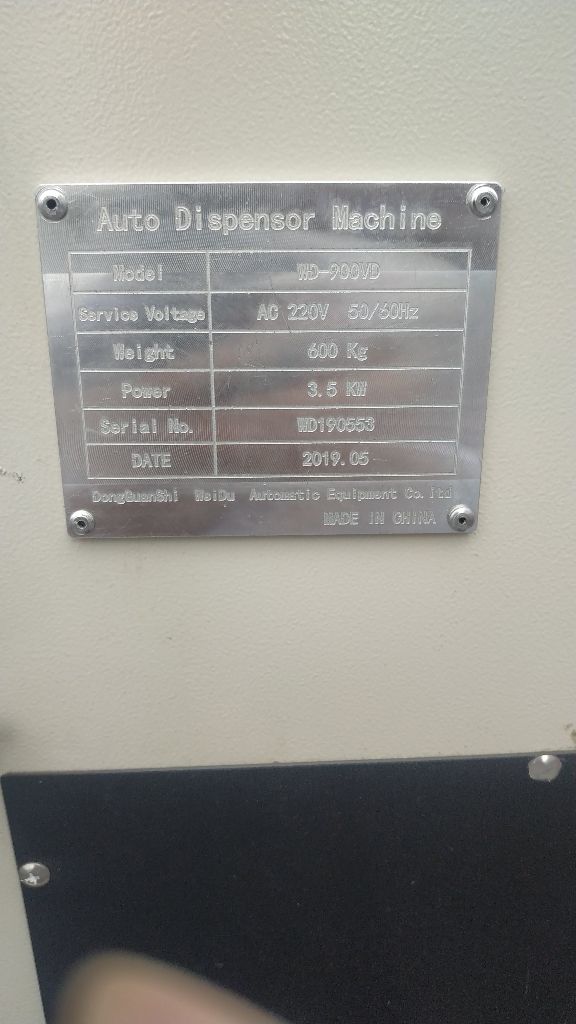 Auto Dispensor Machine
Model WD-900VD
Service Voltage AC 220V 50/60Hz
Weight 600 Kg
Power 3.5 KW
Serial No. WD190553
DATE 2019.05
DongGuanShi WeiDu Automatic Equipment Co.ltd
MADE IN CHINA